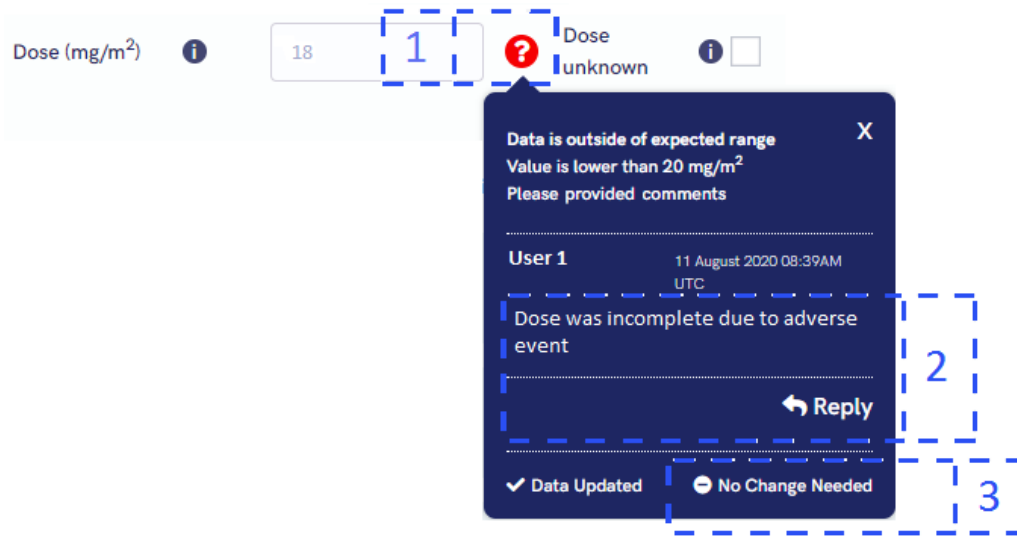 Dose (mg/m²) i 18 1 ? Dose unknown i
Data is outside of expected range X
Value is lower than 20 mg/m²
Please provided comments
User 1 11 August 2020 08:39AM
UTC
Dose was incomplete due to adverse
event
2
Reply
Data Updated No Change Needed 3